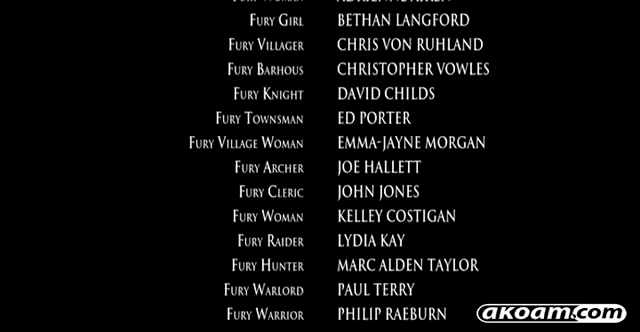 FURY GIRL BETHAN LANGFORD
FURY VILLAGER CHRIS VON RUHLAND
FURY BARHOUS CHRISTOPHER VOWLES
FURY KNIGHT DAVID CHILDS
FURY TOWNSMAN ED PORTER
FURY VILLAGE WOMAN EMMA-JAYNE MORGAN
FURY ARCHER JOE HALLETT
FURY CLERIC JOHN JONES
FURY WOMAN KELLEY COSTIGAN
FURY RAIDER LYDIA KAY
FURY HUNTER MARC ALDEN TAYLOR
FURY WARLORD PAUL TERRY
FURY WARRIOR PHILIP RAEBURN
akoam.com